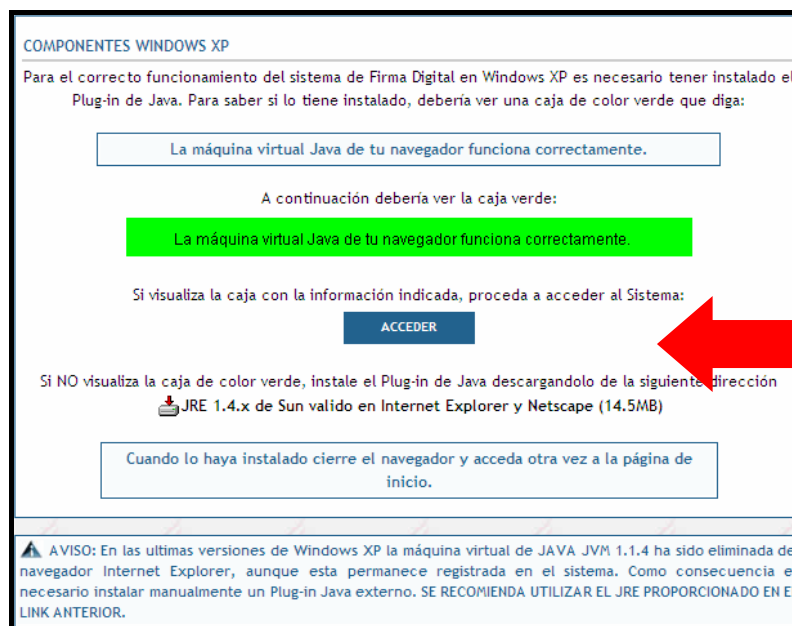 COMPONENTES WINDOWS XP
Para el correcto funcionamiento del sistema de Firma Digital en Windows XP es necesario tener instalado el
Plug-in de Java. Para saber si lo tiene instalado, debería ver una caja de color verde que diga:
La máquina virtual Java de tu navegador funciona correctamente.
A continuación debería ver la caja verde:
La máquina virtual Java de tu navegador funciona correctamente.
Si visualiza la caja con la información indicada, proceda a acceder al Sistema:
ACCEDER
Si NO visualiza la caja de color verde, instale el Plug-in de Java descargandolo de la siguiente dirección
JRE 1.4.x de Sun valido en Internet Explorer y Netscape (14.5MB)
Cuando lo haya instalado cierre el navegador y acceda otra vez a la página de
inicio.
AVISO: En las ultimas versiones de Windows XP la máquina virtual de JAVA JVM 1.1.4 ha sido eliminada de
navegador Internet Explorer, aunque esta permanece registrada en el sistema. Como consecuencia e
necesario instalar manualmente un Plug-in Java externo. SE RECOMIENDA UTILIZAR EL JRE PROPORCIONADO EN E
LINK ANTERIOR.